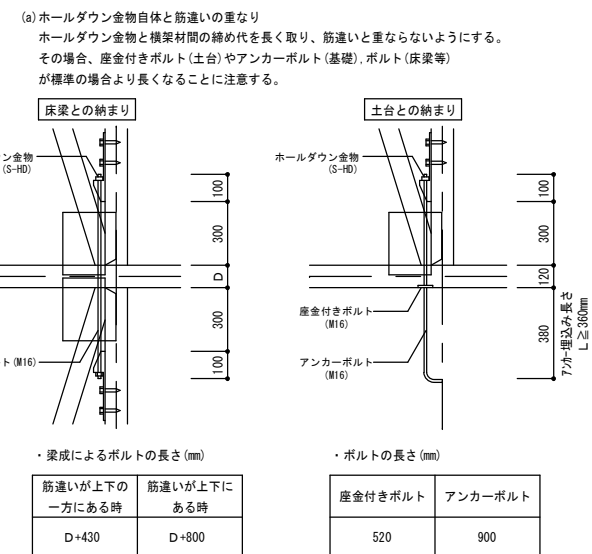 (a)ホールダウン金物自体と筋違いの重なり
ホールダウン金物と横架材間の締め代を長く取り、筋違いと重ならないようにする。
その場合、座金付きボルト(土台)やアンカーボルト(基礎),ボルト(床梁等)
が標準の場合より長くなることに注意する。
床梁との納まり
ン金物
(S-HD)
100
300
D
300
100
ト(M16)
土台との納まり
ホールダウン金物
(S-HD)
座金付きボルト
(M16)
アンカーボルト
(M16)
100
300
120
380
アンカー埋込み長さ
L≧360mm
・梁成によるボルトの長さ(mm)
筋違いが上下の
一方にある時
筋違いが上下に
ある時
D+430
D+800
・ボルトの長さ(mm)
座金付きボルト
アンカーボルト
520
900